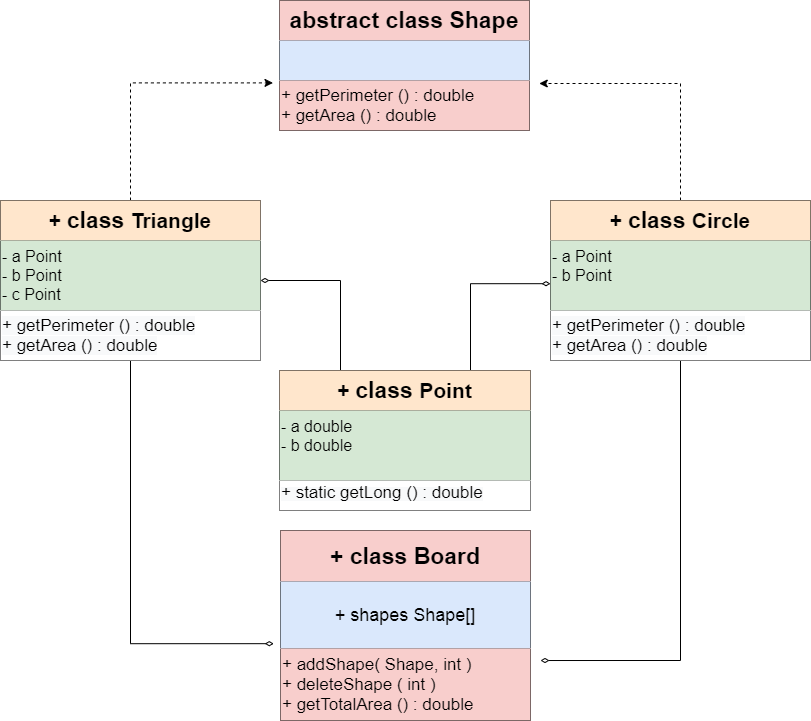 abstract class Shape
+ getPerimeter () : double
+ getArea () : double
+ class Triangle
- a Point
- b Point
- c Point
+ getPerimeter () : double
+ getArea () : double
+ class Circle
- a Point
- b Point
+ getPerimeter () : double
+ getArea () : double
+ class Point
- a double
- b double
+ static getLong () : double
+ class Board
+ shapes Shape[]
+ addShape( Shape, int )
+ deleteShape ( int )
+ getTotalArea () : double